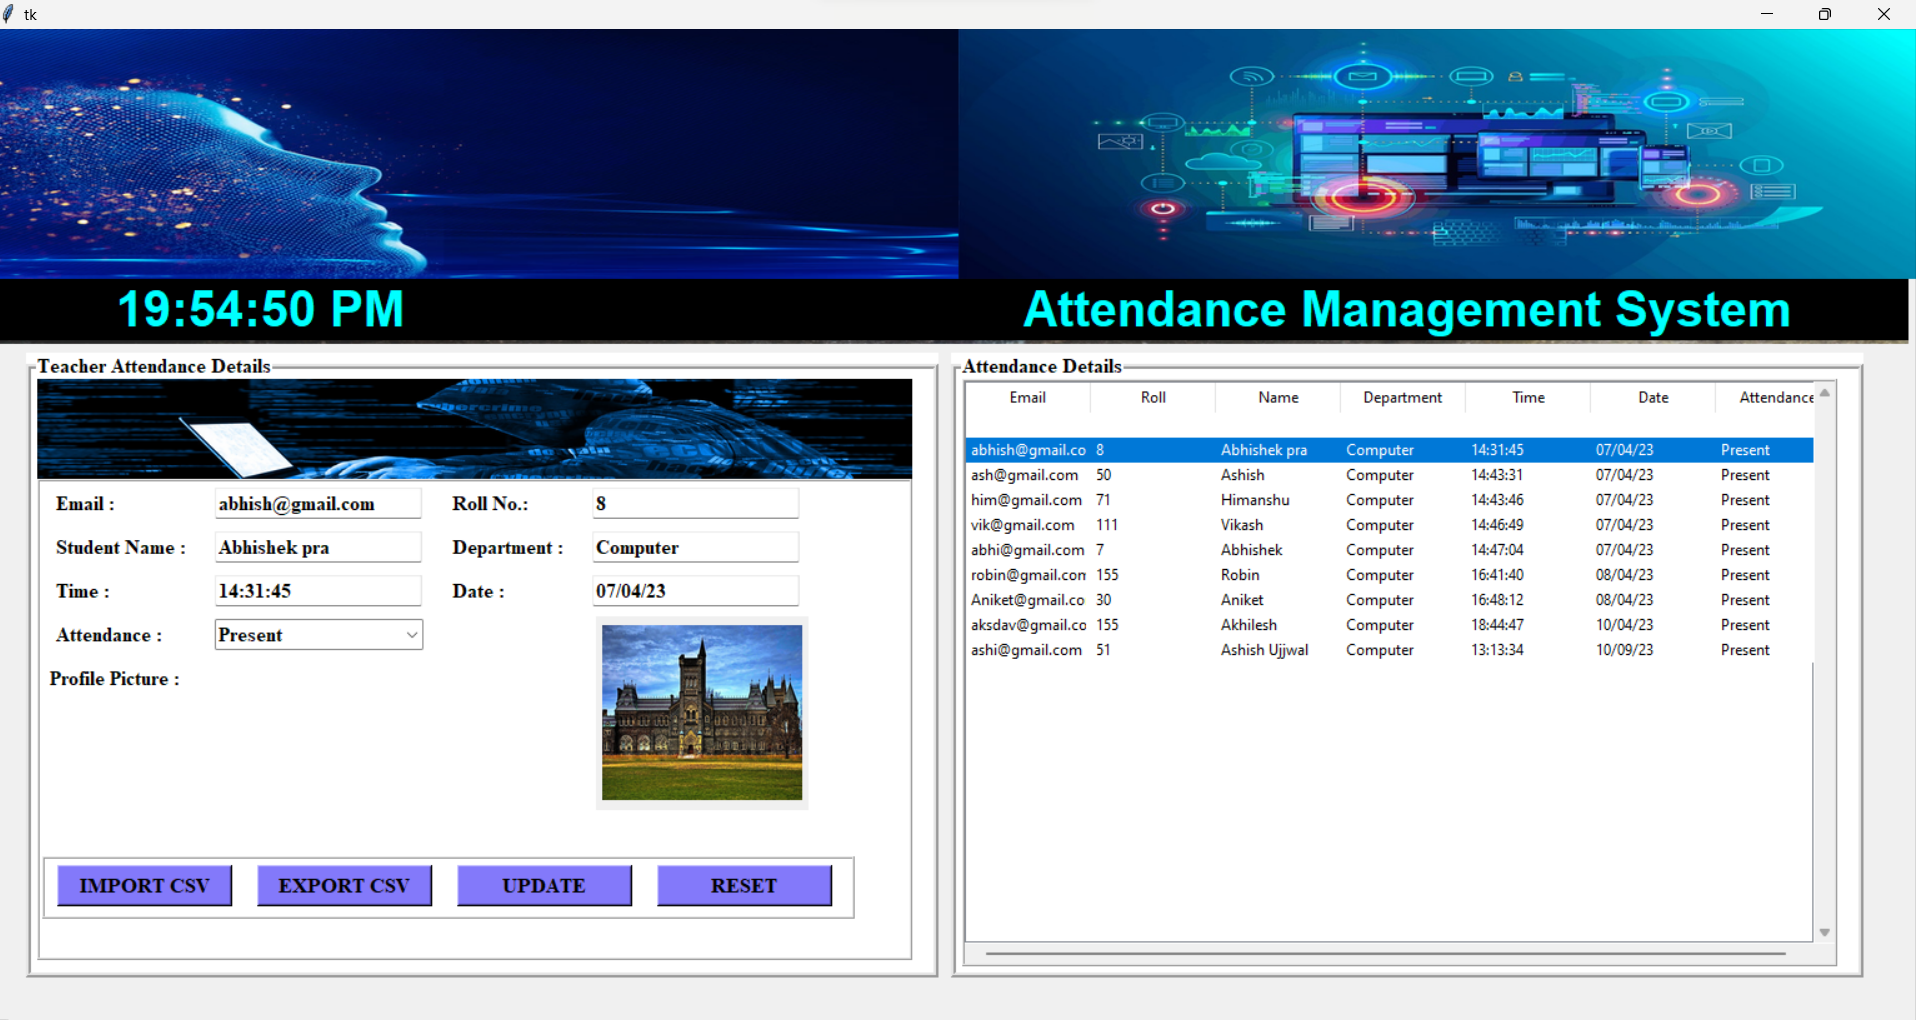 tk
19:54:50 PM
Attendance Management System
Teacher Attendance Details
Email :
abhish@gmail.com
Roll No.:
8
Student Name :
Abhishek pra
Department :
Computer
Time :
14:31:45
Date :
07/04/23
Attendance :
Present
Profile Picture :
IMPORT CSV
EXPORT CSV
UPDATE
RESET
Attendance Details
Email Roll Name Department Time Date Attendance
abhish@gmail.co 8 Abhishek pra Computer 14:31:45 07/04/23 Present
ash@gmail.com 50 Ashish Computer 14:43:31 07/04/23 Present
him@gmail.com 71 Himanshu Computer 14:43:46 07/04/23 Present
vik@gmail.com 111 Vikash Computer 14:46:49 07/04/23 Present
abhi@gmail.com 7 Abhishek Computer 14:47:04 07/04/23 Present
robin@gmail.com 155 Robin Computer 16:41:40 08/04/23 Present
Aniket@gmail.co 30 Aniket Computer 16:48:12 08/04/23 Present
aksdav@gmail.co 155 Akhilesh Computer 18:44:47 10/04/23 Present
ashi@gmail.com 51 Ashish Ujjwal Computer 13:13:34 10/09/23 Present